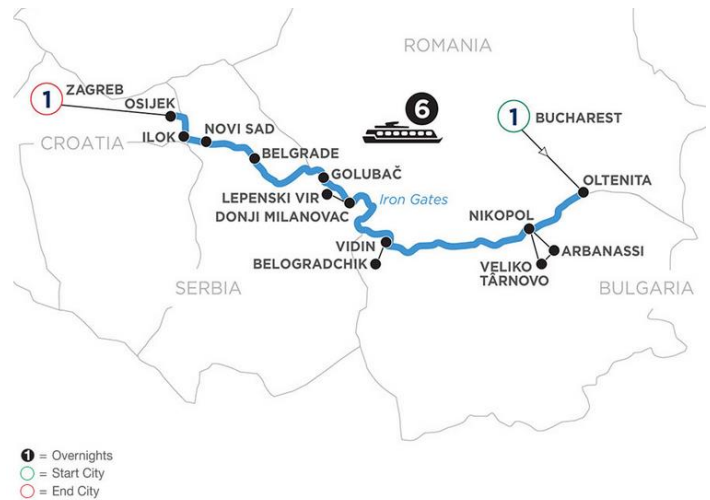 ROMANIA
6
1 ZAGREB
OSIJEK
1 BUCHAREST
CROATIA
ILOK
NOVI SAD
BELGRADE
GOLUBAČ
OLTENITA
LEPENSKI VIR
Iron Gates
DONJI MILANOVAC
NIKOPOL
VIDIN
ARBANASSI
BELOGRADCHIK
VELIKO
TÂRNOVO
SERBIA
BULGARIA
1 = Overnights
= Start City
= End City